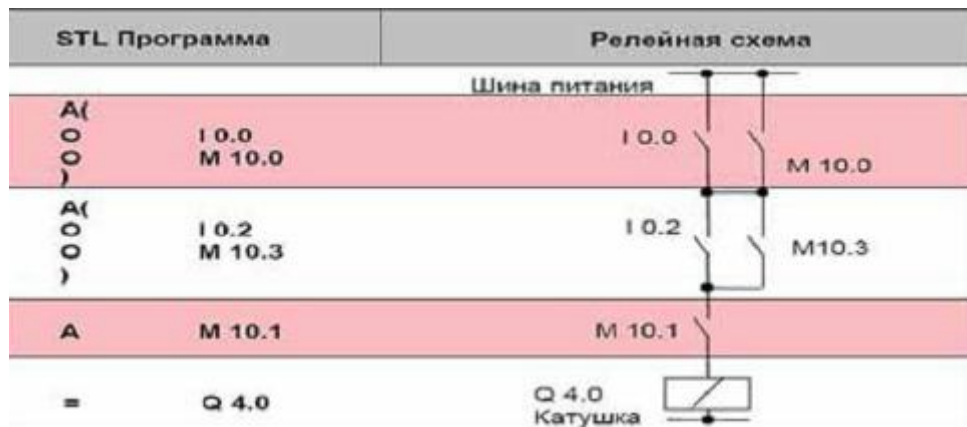 STL Программа Релейная схема
Шина питания
A(
O I 0.0 I 0.0
O M 10.0 M 10.0
)
A(
O I 0.2 I 0.2
O M 10.3 M10.3
)
A M 10.1 M 10.1
= Q 4.0 Q 4.0
Катушка